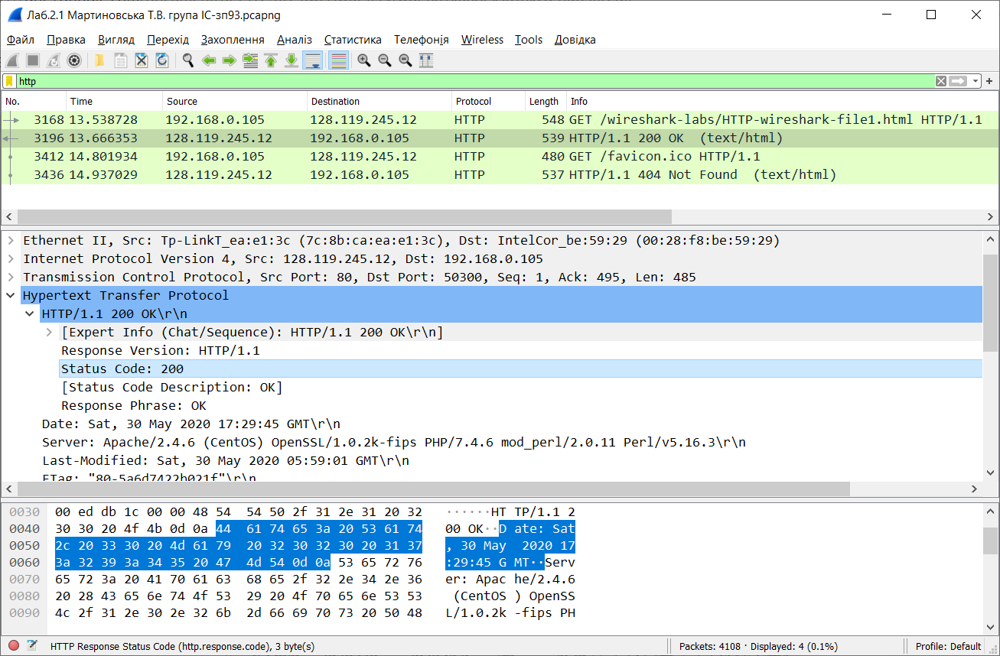 Лаб.2.1 Мартиновська Т.В. група ІС-зп93.pcapng
Файл Правка Вигляд Перехід Захоплення Аналіз Статистика Телефонія Wireless Tools Довідка
http
No. Time Source Destination Protocol Length Info
3168 13.538728 192.168.0.105 128.119.245.12 HTTP 548 GET /wireshark-labs/HTTP-wireshark-file1.html HTTP/1.1
3196 13.666353 128.119.245.12 192.168.0.105 HTTP 539 HTTP/1.1 200 OK (text/html)
3412 14.801934 192.168.0.105 128.119.245.12 HTTP 480 GET /favicon.ico HTTP/1.1
3436 14.937029 128.119.245.12 192.168.0.105 HTTP 537 HTTP/1.1 404 Not Found (text/html)
Ethernet II, Src: Tp-LinkT_ea:e1:3c (7c:8b:ca:ea:e1:3c), Dst: IntelCor_be:59:29 (00:28:f8:be:59:29)
Internet Protocol Version 4, Src: 128.119.245.12, Dst: 192.168.0.105
Transmission Control Protocol, Src Port: 80, Dst Port: 50300, Seq: 1, Ack: 495, Len: 485
Hypertext Transfer Protocol
HTTP/1.1 200 OK\r\n
[Expert Info (Chat/Sequence): HTTP/1.1 200 OK\r\n]
Response Version: HTTP/1.1
Status Code: 200
[Status Code Description: OK]
Response Phrase: OK
Date: Sat, 30 May 2020 17:29:45 GMT\r\n
Server: Apache/2.4.6 (CentOS) OpenSSL/1.0.2k-fips PHP/7.4.6 mod_perl/2.0.11 Perl/v5.16.3\r\n
Last-Modified: Sat, 30 May 2020 05:59:01 GMT\r\n
ETag: "80-5a6d7422b021f"\r\n
0030 00 ed db 1c 00 00 48 54 54 50 2f 31 2e 31 20 32 ······HT TP/1.1 2
0040 30 30 20 4f 4b 0d 0a 44 61 74 65 3a 20 53 61 74 00 OK··D ate: Sat
0050 2c 20 33 30 20 4d 61 79 20 32 30 32 30 20 31 37 , 30 May 2020 17
0060 3a 32 39 3a 34 35 20 47 4d 54 0d 0a 53 65 72 76 :29:45 G MT··Serv
0070 65 72 3a 20 41 70 61 63 68 65 2f 32 2e 34 2e 36 er: Apac he/2.4.6
0080 20 28 43 65 6e 74 4f 53 29 20 4f 70 65 6e 53 53 (CentOS ) OpenSS
0090 4c 2f 31 2e 30 2e 32 6b 2d 66 69 70 73 20 50 48 L/1.0.2k -fips PH
HTTP Response Status Code (http.response.code), 3 byte(s) Packets: 4108 · Displayed: 4 (0.1%) Profile: Default